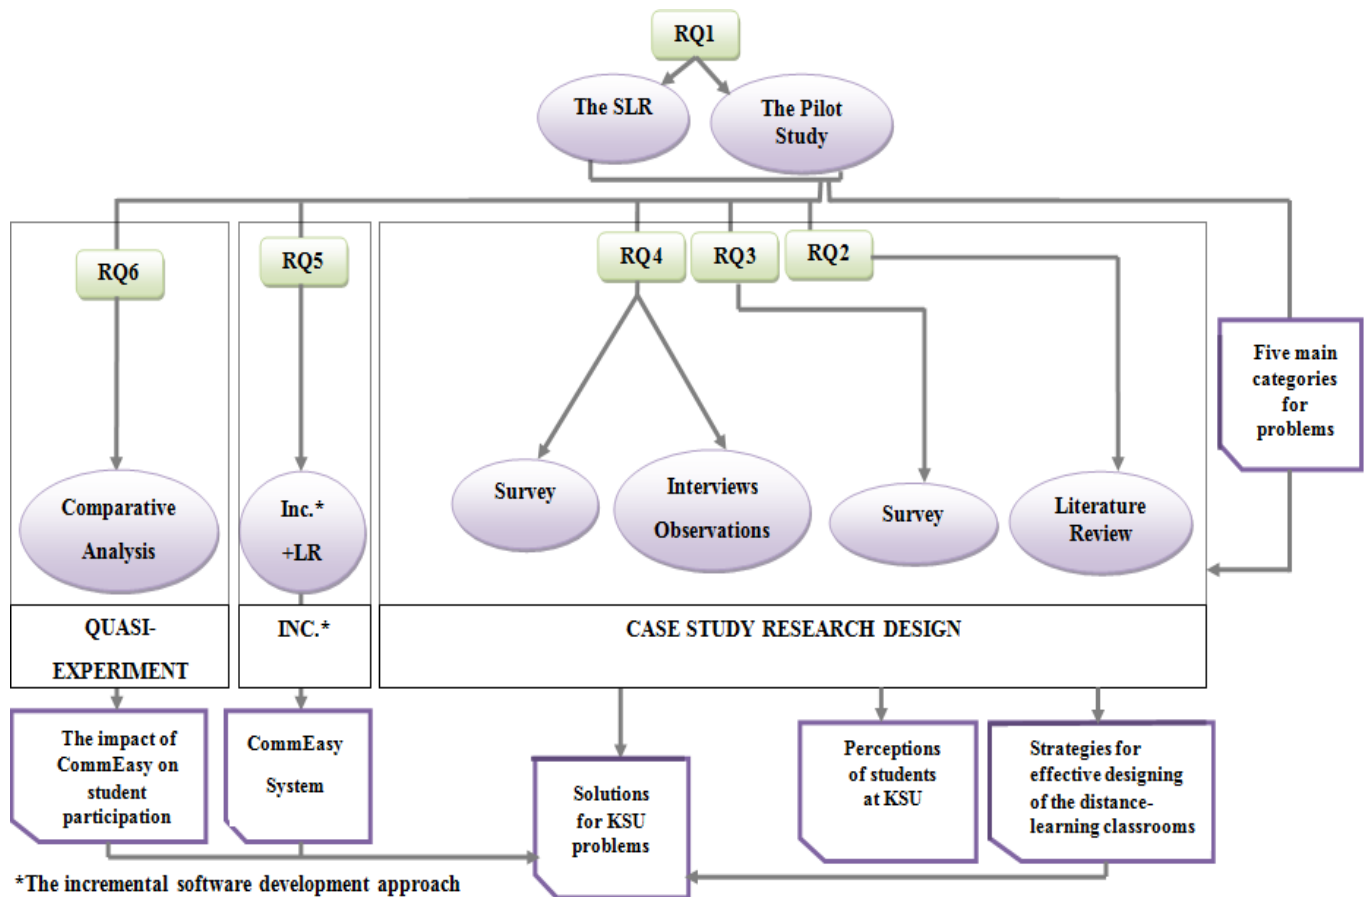 RQ1
The SLR
The Pilot
Study
RQ6
RQ5
RQ4
RQ3
RQ2
Five main
categories
for
problems
Comparative
Analysis
Inc.*
+LR
Survey
Interviews
Observations
Survey
Literature
Review
QUASI-
EXPERIMENT
INC.*
CASE STUDY RESEARCH DESIGN
The impact of
CommEasy on
student
participation
CommEasy
System
Solutions
for KSU
problems
Perceptions
of students
at KSU
Strategies for
effective designing
of the distance-
learning classrooms
*The incremental software development approach